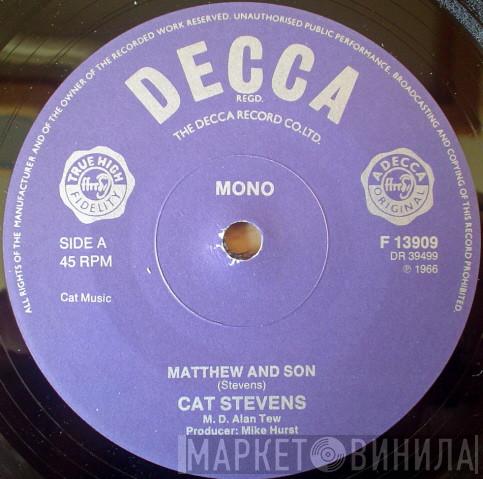 ALL RIGHTS OF THE MANUFACTURER AND OF THE OWNER OF THE RECORDED WORK RESERVED. UNAUTHORISED PUBLIC PERFORMANCE, BROADCASTING AND COPYING OF THIS RECORD PROHIBITED.
DECCA
REGD.
THE DECCA RECORD CO. LTD.
TRUE HIGH
ffrr
FIDELITY
A DECCA
ffrr
ORIGINAL
MONO
SIDE A
45 RPM
F 13909
DR 39499
℗ 1966
Cat Music
MATTHEW AND SON
(Stevens)
CAT STEVENS
M. D. Alan Tew
Producer: Mike Hurst
МАРКЕТ ВИНИЛА